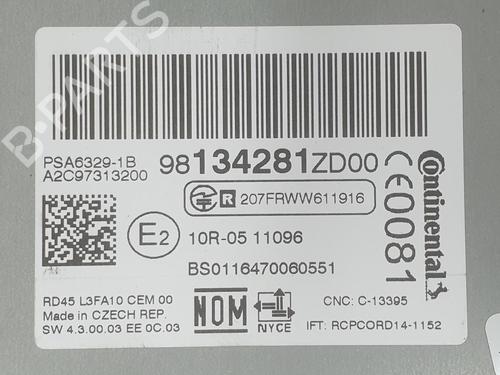 B-PARTS
PSA6329-1B
A2C97313200
98134281ZD00
R 207FRWW611916
E2
10R-05 11096
BS0116470060551
CE0081
Continental
RD45 L3FA10 CEM 00
Made in CZECH REP.
SW 4.3.00.03 EE 0C.03
NOM
NYCE
CNC: C-13395
IFT: RCPCORD14-1152